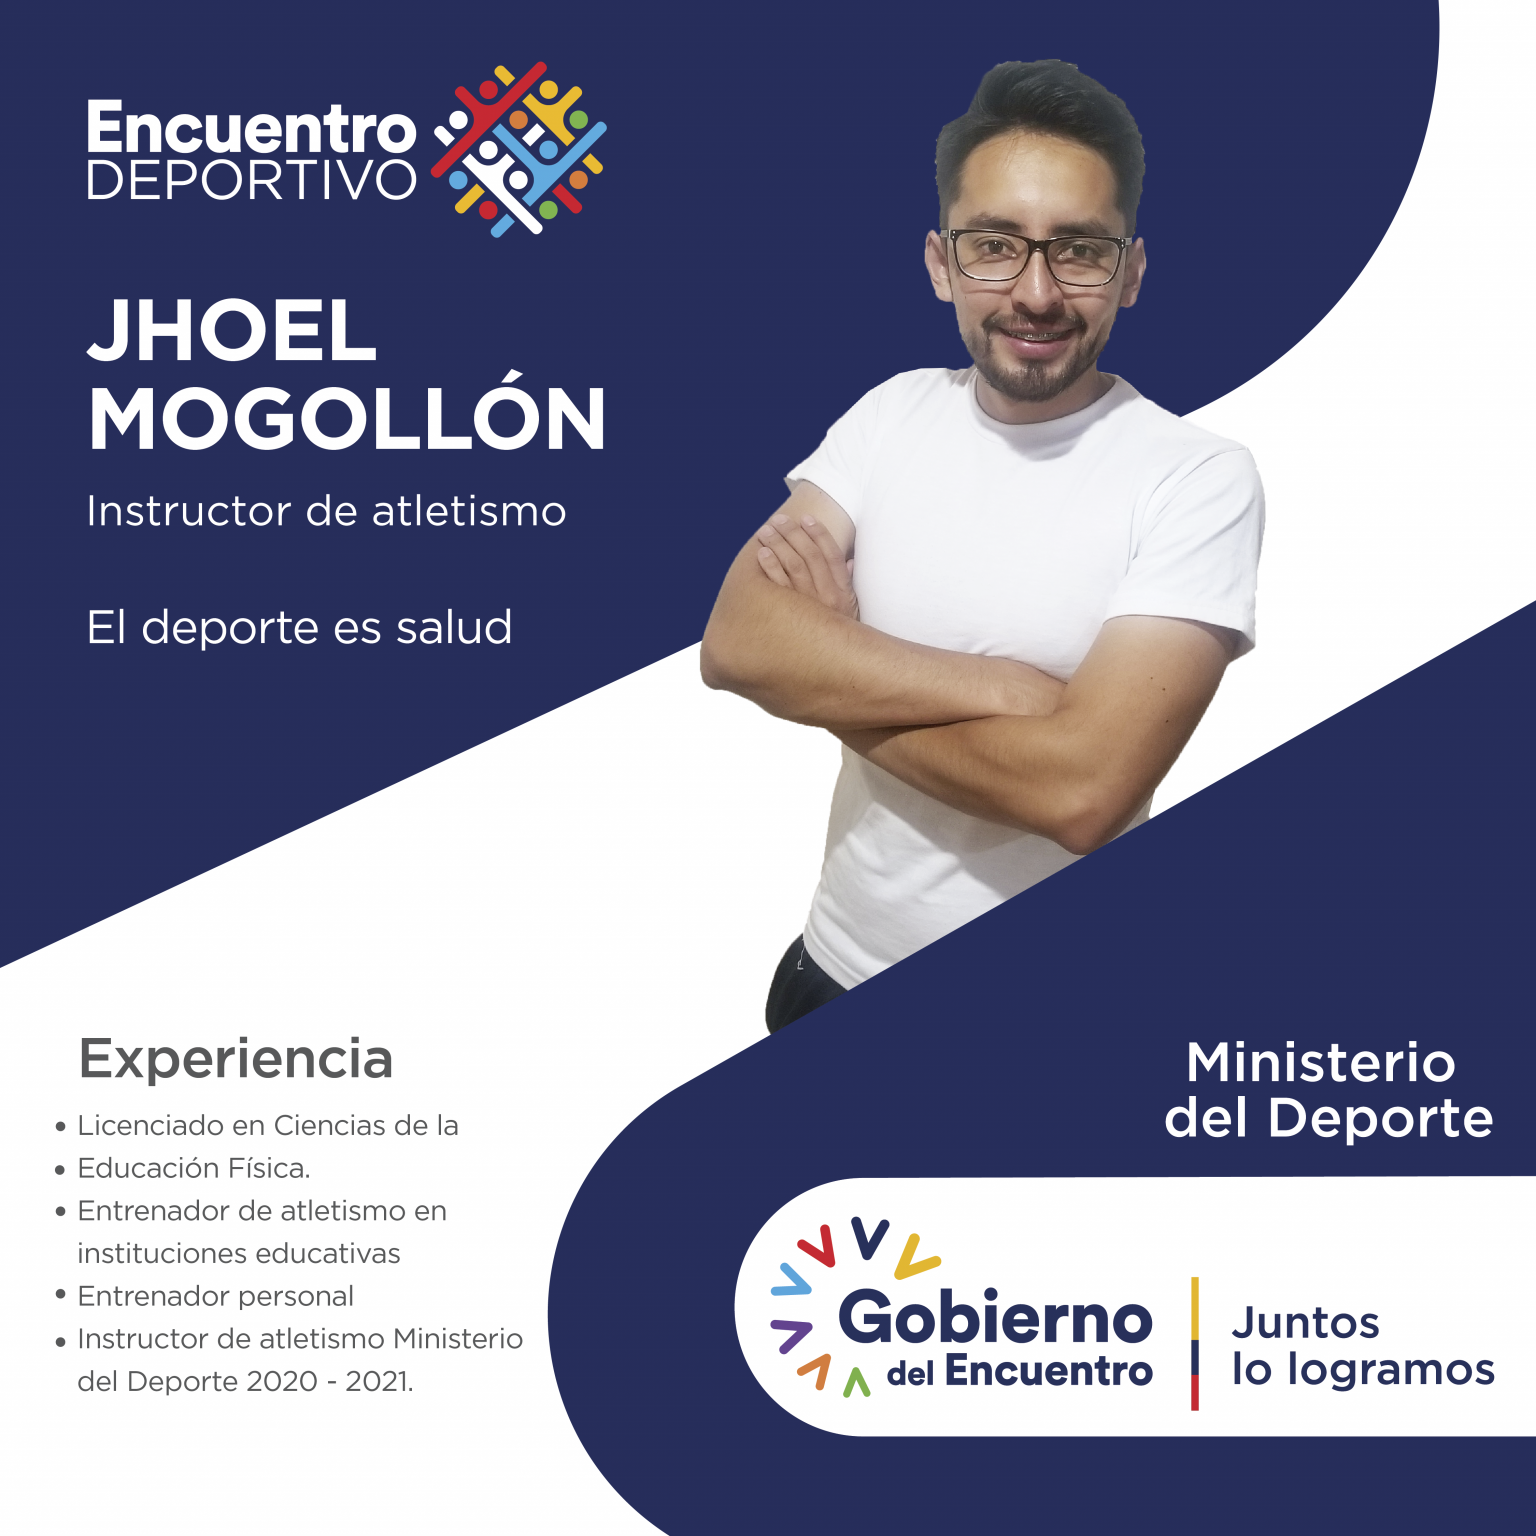 Encuentro
DEPORTIVO
JHOEL
MOGOLLÓN
Instructor de atletismo
El deporte es salud
Experiencia
• Licenciado en Ciencias de la
• Educación Física.
• Entrenador de atletismo en
instituciones educativas
• Entrenador personal
• Instructor de atletismo Ministerio
del Deporte 2020 - 2021.
Ministerio
del Deporte
Gobierno
del Encuentro
Juntos
lo logramos